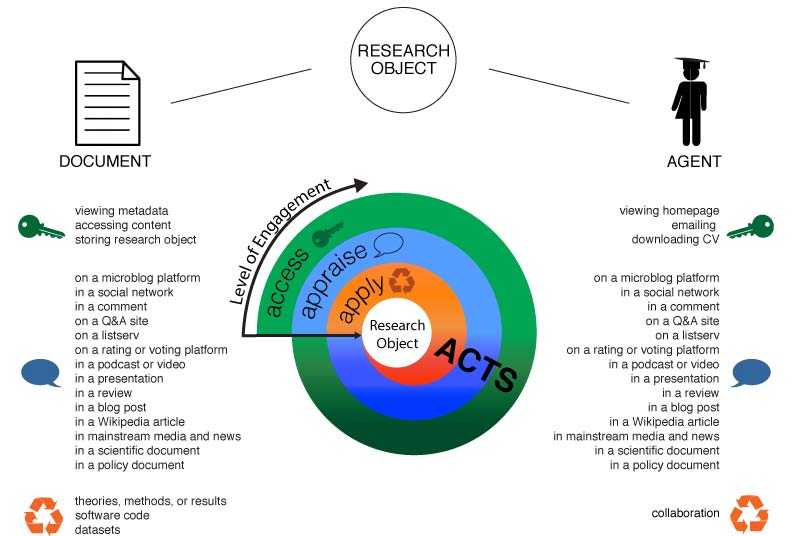 RESEARCH
OBJECT
DOCUMENT
AGENT
viewing metadata
accessing content
storing research object
on a microblog platform
in a social network
in a comment
on a Q&A site
on a listserv
on a rating or voting platform
in a podcast or video
in a presentation
in a review
in a blog post
in a Wikipedia article
in mainstream media and news
in a scientific document
in a policy document
theories, methods, or results
software code
datasets
Level of Engagement
access
appraise
apply
Research
Object
ACTS
viewing homepage
emailing
downloading CV
on a microblog platform
in a social network
in a comment
on a Q&A site
on a listserv
on a rating or voting platform
in a podcast or video
in a presentation
in a review
in a blog post
in a Wikipedia article
in mainstream media and news
in a scientific document
in a policy document
collaboration